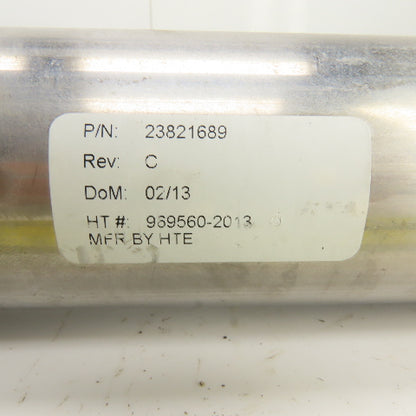 P/N: 23821689
Rev: C
DoM: 02/13
HT #: 969560-2013
MFR BY HTE